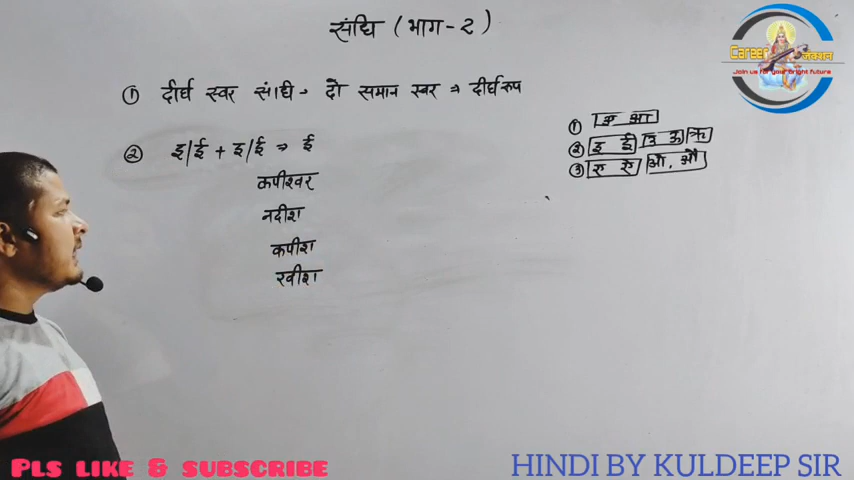 संधि (भाग-2)
① दीर्घ स्वर संधि → दो समान स्वर ⇒ दीर्घ रूप
② इ/ई + इ/ई ⇒ ई
कपीश्वर
नदीश
कपीश
रवीश
① अ आ
② इ ई उ ऊ ऋ
③ ए ऐ ओ, औ
Career जंक्शन
Join us for your bright future
PLS LIKE & SUBSCRIBE
HINDI BY KULDEEP SIR